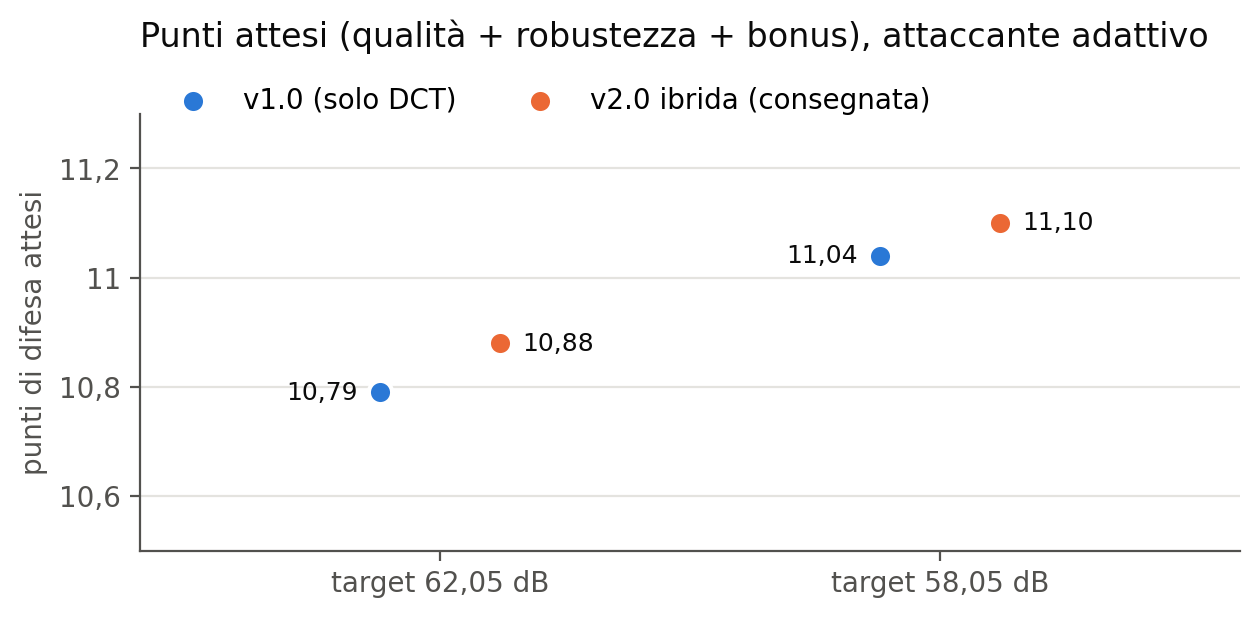 Punti attesi (qualità + robustezza + bonus), attaccante adattivo
v1.0 (solo DCT) v2.0 ibrida (consegnata)
punti di difesa attesi
11,2
11
10,8
10,6
10,79
10,88
11,04
11,10
target 62,05 dB target 58,05 dB